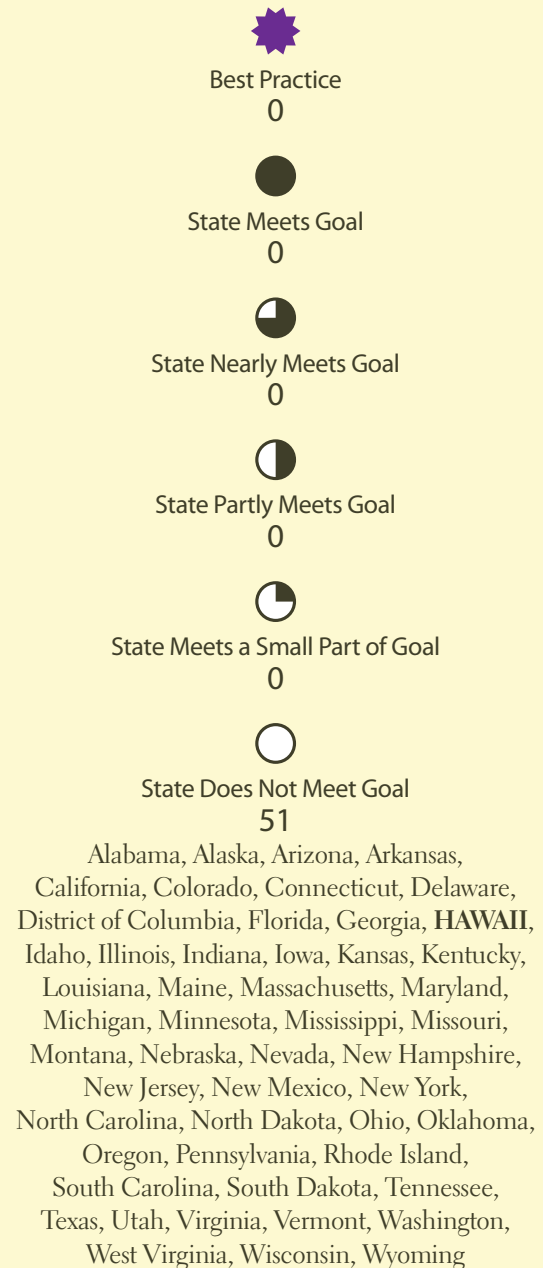 Best Practice
0
State Meets Goal
0
State Nearly Meets Goal
0
State Partly Meets Goal
0
State Meets a Small Part of Goal
0
State Does Not Meet Goal
51
Alabama, Alaska, Arizona, Arkansas,
California, Colorado, Connecticut, Delaware,
District of Columbia, Florida, Georgia, HAWAII,
Idaho, Illinois, Indiana, Iowa, Kansas, Kentucky,
Louisiana, Maine, Massachusetts, Maryland,
Michigan, Minnesota, Mississippi, Missouri,
Montana, Nebraska, Nevada, New Hampshire,
New Jersey, New Mexico, New York,
North Carolina, North Dakota, Ohio, Oklahoma,
Oregon, Pennsylvania, Rhode Island,
South Carolina, South Dakota, Tennessee,
Texas, Utah, Virginia, Vermont, Washington,
West Virginia, Wisconsin, Wyoming